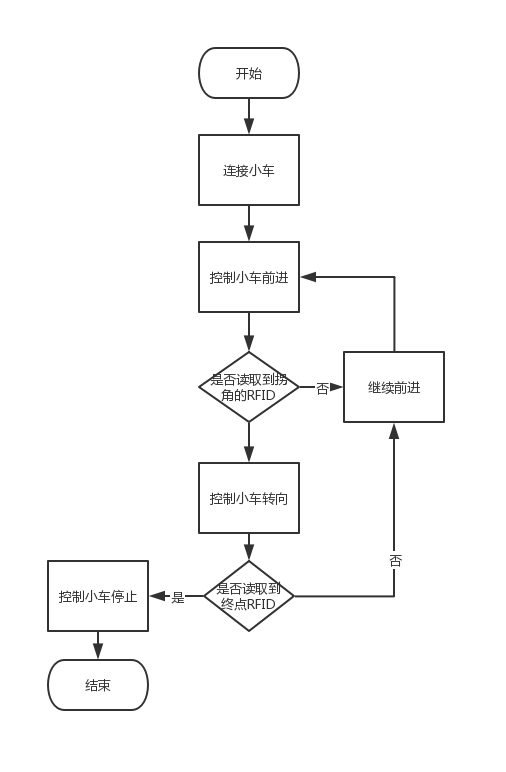 开始
连接小车
控制小车前进
是否读取到拐
角的RFID
否
继续前进
控制小车转向
否
是否读取到
终点RFID
是
控制小车停止
结束